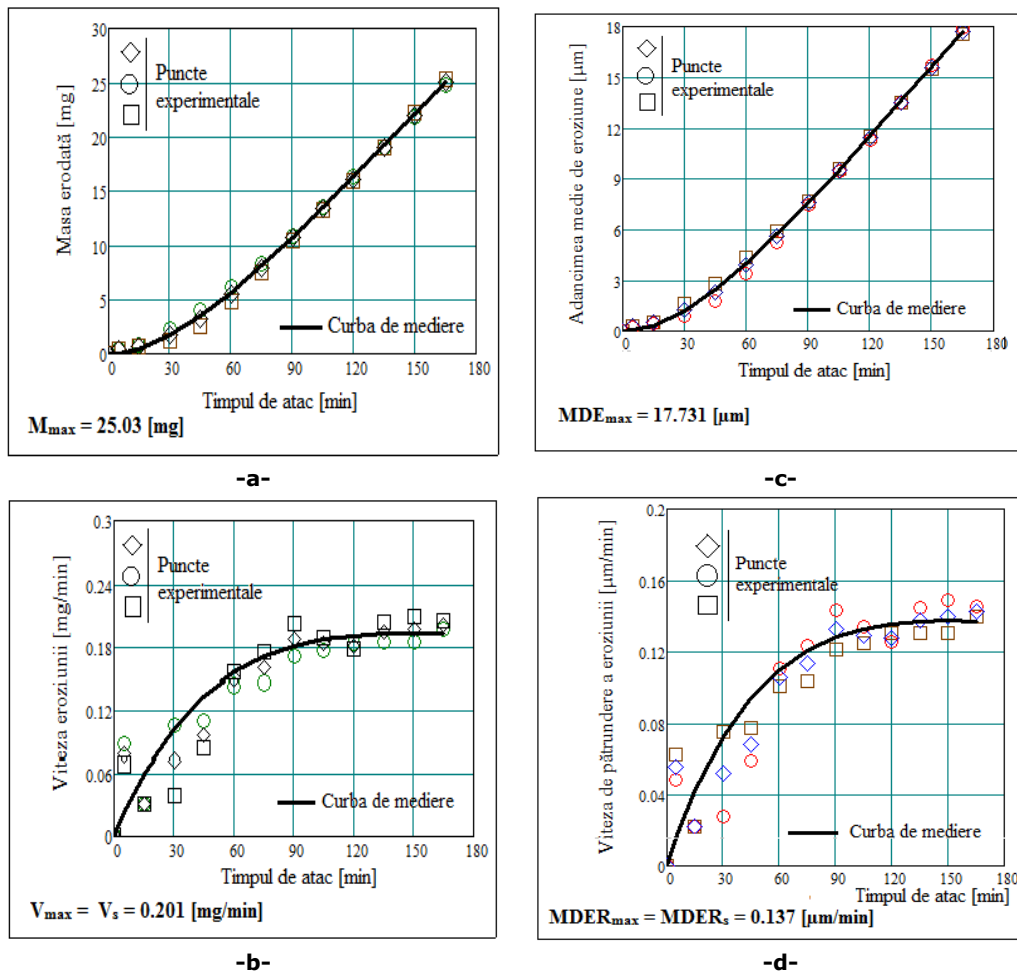 30
25
20
15
10
5
0
Masa erodată [mg]
Puncte
experimentale
Curba de mediere
0 30 60 90 120 150 180
Timpul de atac [min]
Mmax = 25.03 [mg]
-a-
18
15
12
9
6
3
0
Adancimea medie de eroziune [µm]
Puncte
experimentale
Curba de mediere
0 30 60 90 120 150 180
Timpul de atac [min]
MDEmax = 17.731 [µm]
-c-
0.3
0.24
0.18
0.12
0.06
0
Viteza eroziunii [mg/min]
Puncte
experimentale
Curba de mediere
0 30 60 90 120 150 180
Timpul de atac [min]
Vmax = Vs = 0.201 [mg/min]
-b-
0.2
0.16
0.12
0.08
0.04
0
Viteza de pătrundere a eroziunii [µm/min]
Puncte
experimentale
Curba de mediere
0 30 60 90 120 150 180
Timpul de atac [min]
MDERmax = MDERs = 0.137 [µm/min]
-d-